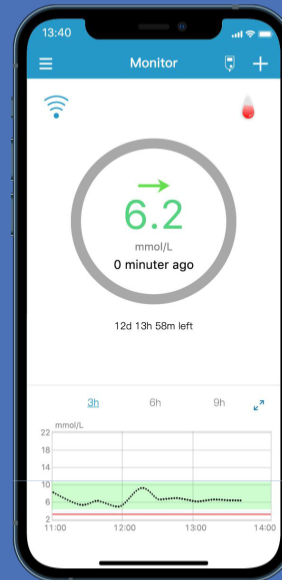 13:40
Monitor
6.2
mmol/L
0 minuter ago
12d 13h 58m left
3h 6h 9h
mmol/L
22
18
14
10
6
2
11:00 12:00 13:00 14:00